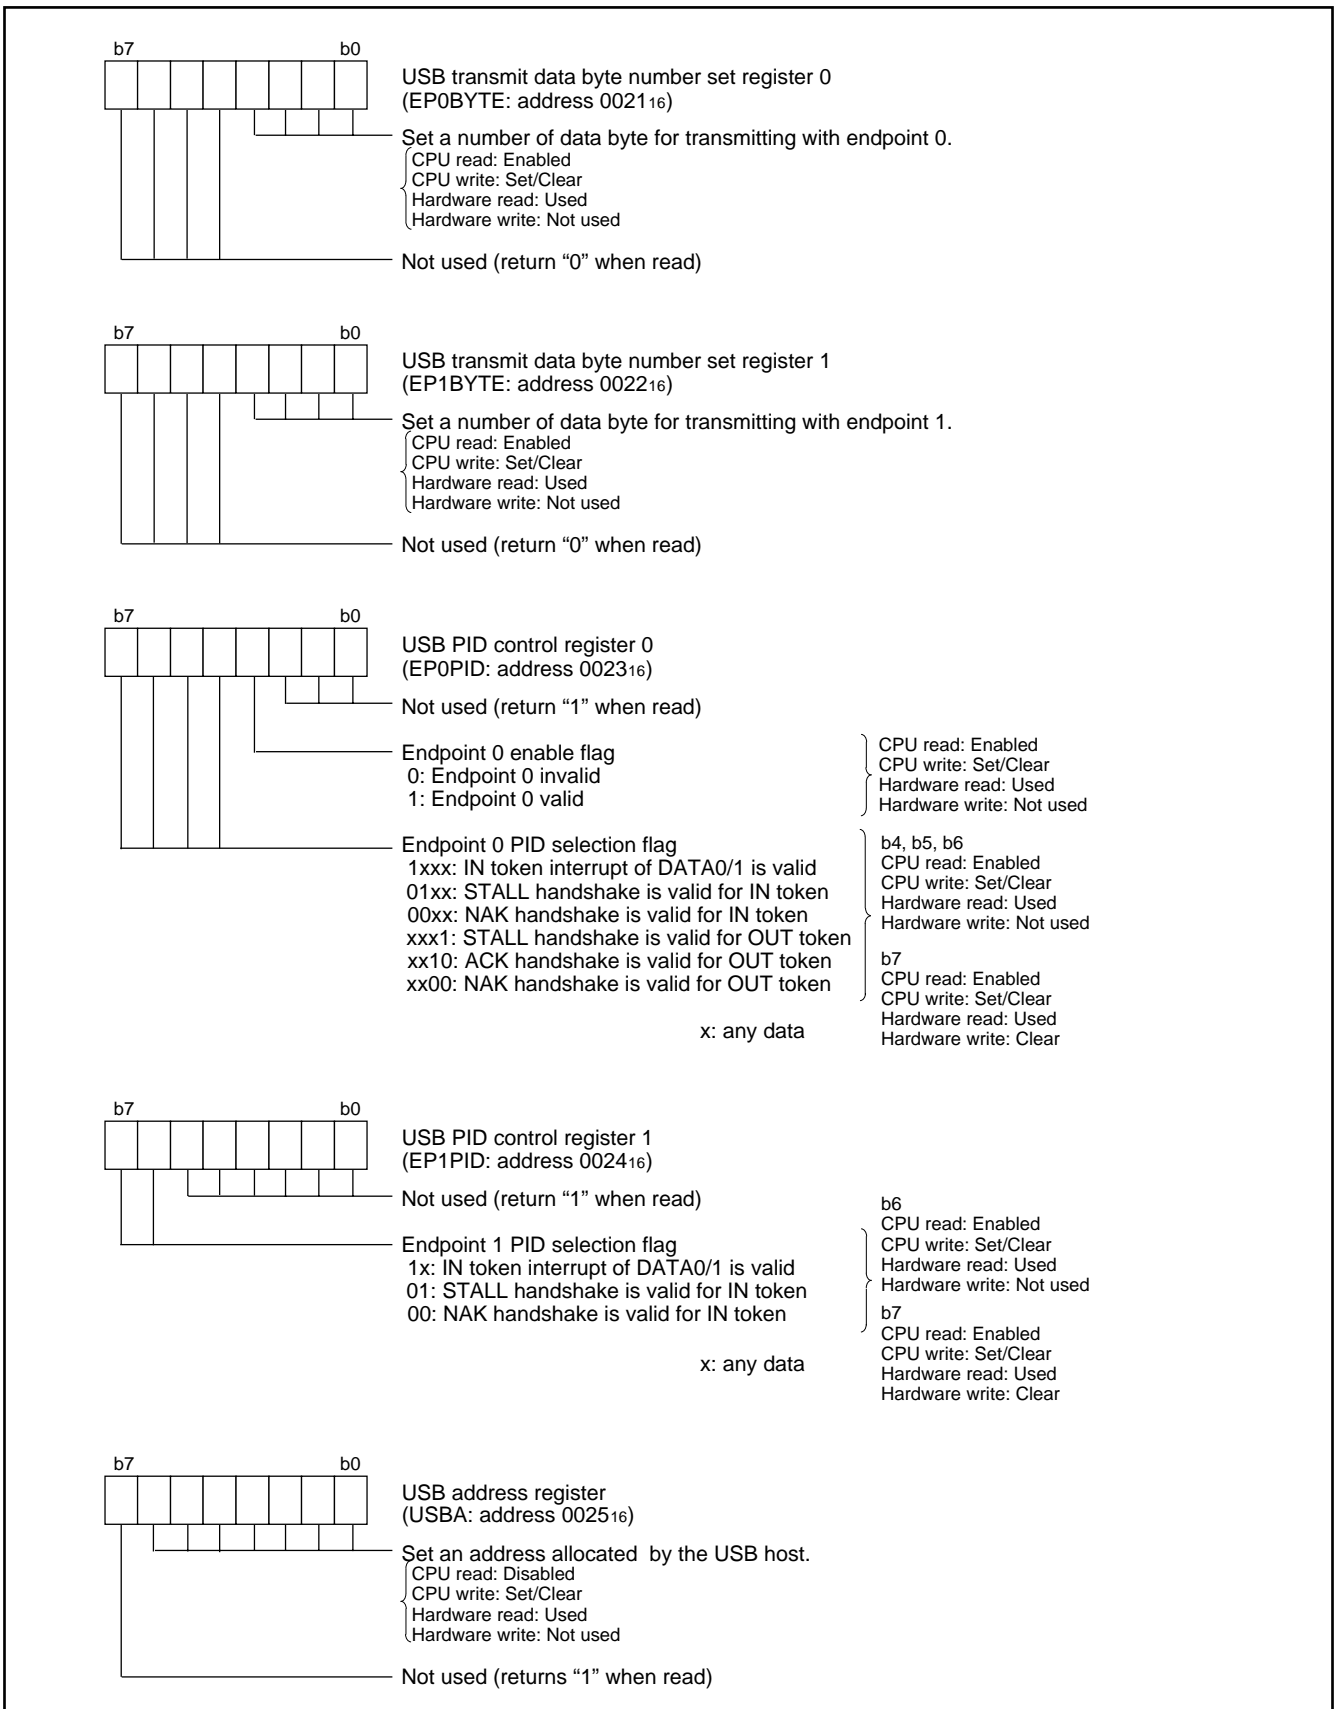 b7 b0
USB transmit data byte number set register 0
(EP0BYTE: address 002116)
Set a number of data byte for transmitting with endpoint 0.
CPU read: Enabled
CPU write: Set/Clear
Hardware read: Used
Hardware write: Not used
Not used (return “0” when read)
b7 b0
USB transmit data byte number set register 1
(EP1BYTE: address 002216)
Set a number of data byte for transmitting with endpoint 1.
CPU read: Enabled
CPU write: Set/Clear
Hardware read: Used
Hardware write: Not used
Not used (return “0” when read)
b7 b0
USB PID control register 0
(EP0PID: address 002316)
Not used (return “1” when read)
Endpoint 0 enable flag
0: Endpoint 0 invalid
1: Endpoint 0 valid
CPU read: Enabled
CPU write: Set/Clear
Hardware read: Used
Hardware write: Not used
Endpoint 0 PID selection flag
1xxx: IN token interrupt of DATA0/1 is valid
01xx: STALL handshake is valid for IN token
00xx: NAK handshake is valid for IN token
xxx1: STALL handshake is valid for OUT token
xx10: ACK handshake is valid for OUT token
xx00: NAK handshake is valid for OUT token
x: any data
b4, b5, b6
CPU read: Enabled
CPU write: Set/Clear
Hardware read: Used
Hardware write: Not used
b7
CPU read: Enabled
CPU write: Set/Clear
Hardware read: Used
Hardware write: Clear
b7 b0
USB PID control register 1
(EP1PID: address 002416)
Not used (return “1” when read)
Endpoint 1 PID selection flag
1x: IN token interrupt of DATA0/1 is valid
01: STALL handshake is valid for IN token
00: NAK handshake is valid for IN token
x: any data
b6
CPU read: Enabled
CPU write: Set/Clear
Hardware read: Used
Hardware write: Not used
b7
CPU read: Enabled
CPU write: Set/Clear
Hardware read: Used
Hardware write: Clear
b7 b0
USB address register
(USBA: address 002516)
Set an address allocated by the USB host.
CPU read: Disabled
CPU write: Set/Clear
Hardware read: Used
Hardware write: Not used
Not used (returns “1” when read)